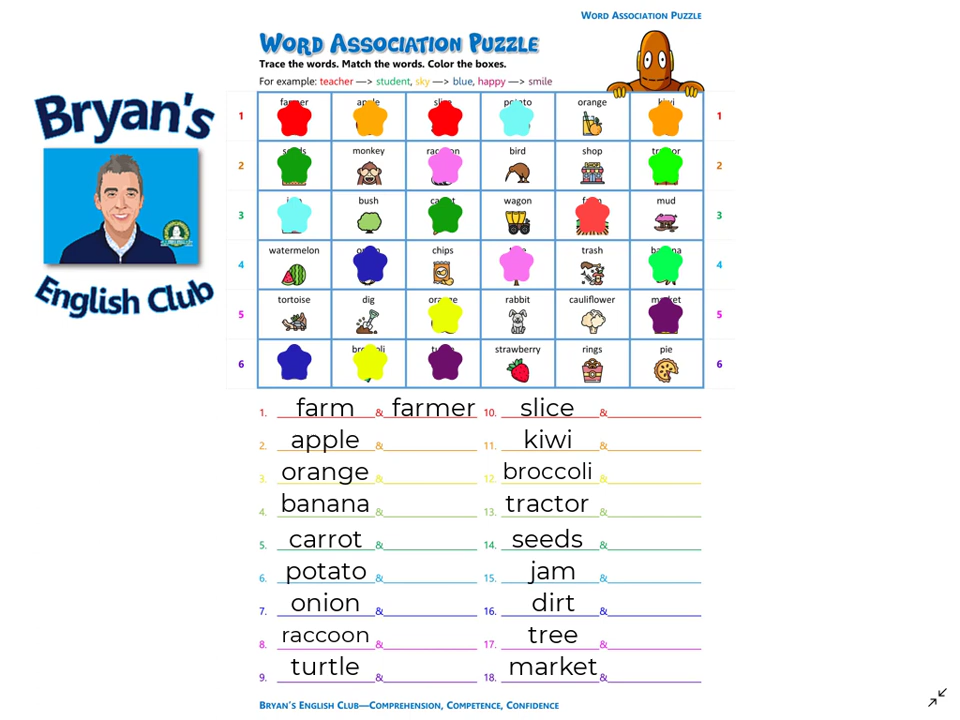 WORD ASSOCIATION PUZZLE
WORD ASSOCIATION PUZZLE
Trace the words. Match the words. Color the boxes.
For example: teacher —> student, sky —> blue, happy —> smile
Bryan's
English Club
1 orange 1
2 monkey bird shop 2
3 bush wagon mud 3
4 watermelon chips trash 4
5 tortoise dig rabbit cauliflower 5
6 strawberry rings pie 6
1. farm & farmer 10. slice &
2. apple & 11. kiwi &
3. orange & 12. broccoli &
4. banana & 13. tractor &
5. carrot & 14. seeds &
6. potato & 15. jam &
7. onion & 16. dirt &
8. raccoon & 17. tree &
9. turtle & 18. market &
BRYAN'S ENGLISH CLUB—COMPREHENSION, COMPETENCE, CONFIDENCE